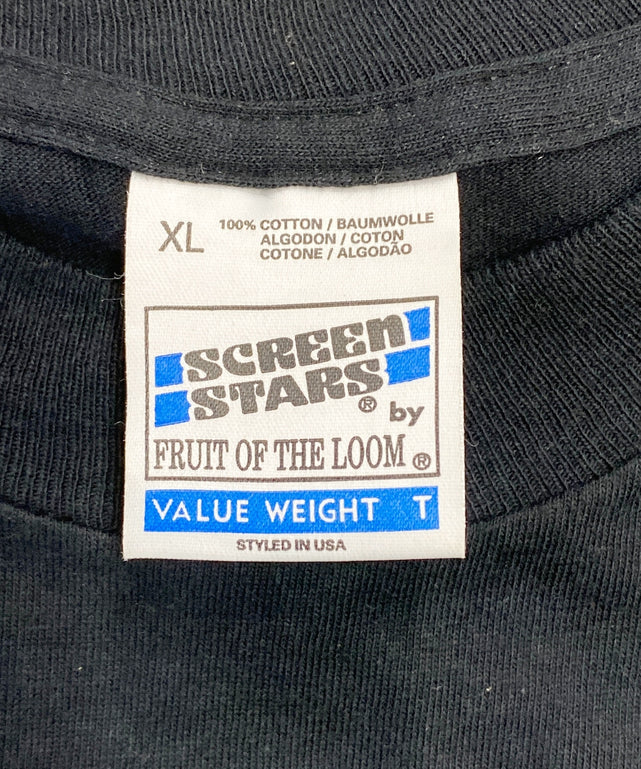 XL
100% COTTON / BAUMWOLLE
ALGODON / COTON
COTONE / ALGODÃO
SCREEN
STARS ® by
FRUIT OF THE LOOM ®
VALUE WEIGHT T
STYLED IN USA